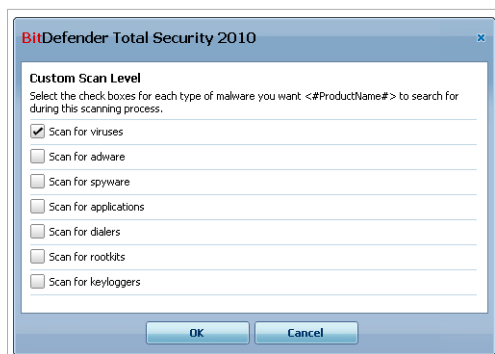 BitDefender Total Security 2010
Custom Scan Level
Select the check boxes for each type of malware you want <#ProductName#> to search for
during this scanning process.
Scan for viruses
Scan for adware
Scan for spyware
Scan for applications
Scan for dialers
Scan for rootkits
Scan for keyloggers
OK Cancel